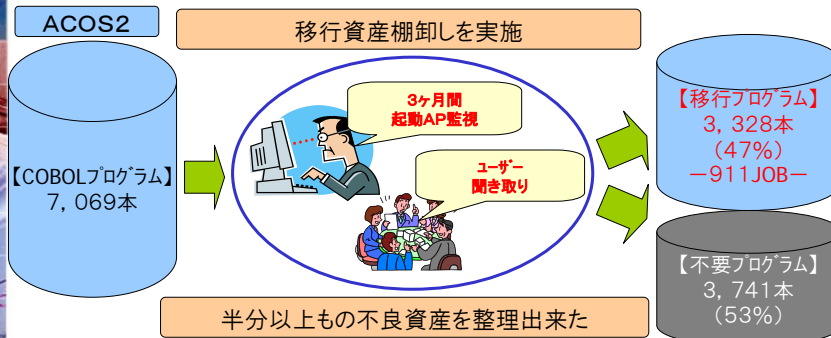 ACOS2
移行資産棚卸しを実施
【COBOLプログラム】
7，069本
3ヶ月間
起動AP監視
ユーザー
聞き取り
【移行プログラム】
3，328本
(47%)
－911JOB－
【不要プログラム】
3，741本
(53%)
半分以上もの不良資産を整理出来た